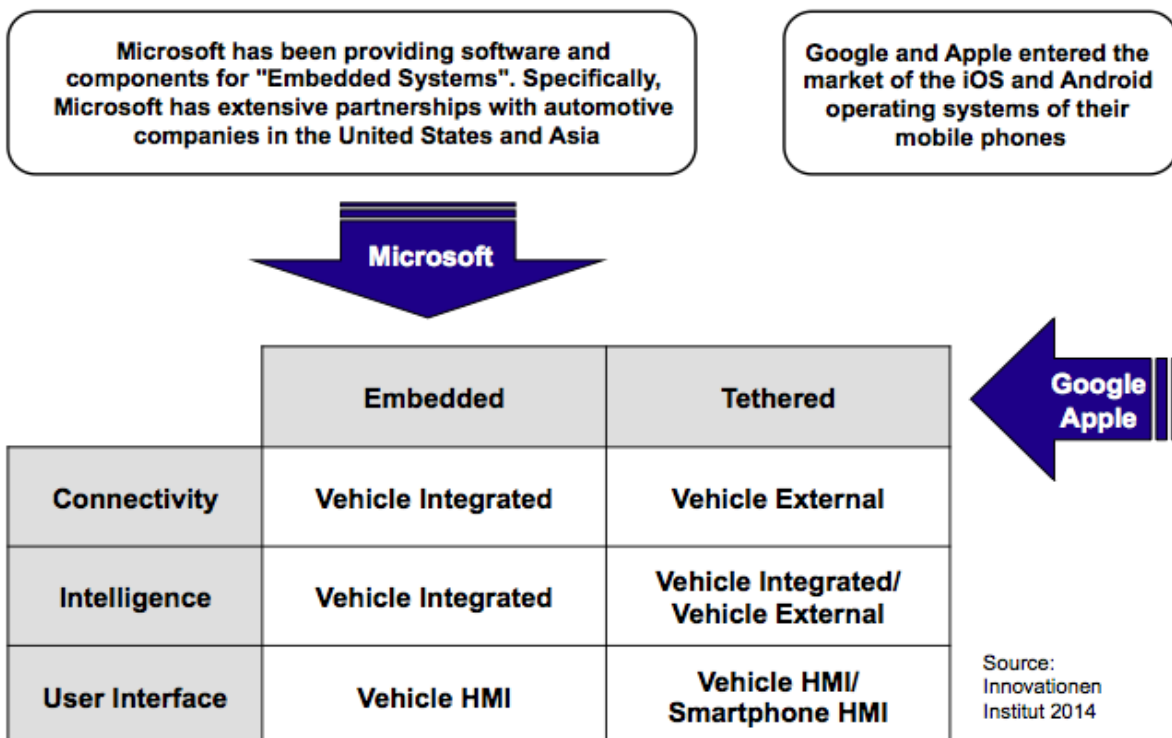 Microsoft has been providing software and
components for "Embedded Systems". Specifically,
Microsoft has extensive partnerships with automotive
companies in the United States and Asia
Google and Apple entered the
market of the iOS and Android
operating systems of their
mobile phones
Microsoft
Google
Apple
Embedded
Tethered
Connectivity
Vehicle Integrated
Vehicle External
Intelligence
Vehicle Integrated
Vehicle Integrated/
Vehicle External
User Interface
Vehicle HMI
Vehicle HMI/
Smartphone HMI
Source:
Innovationen
Institut 2014